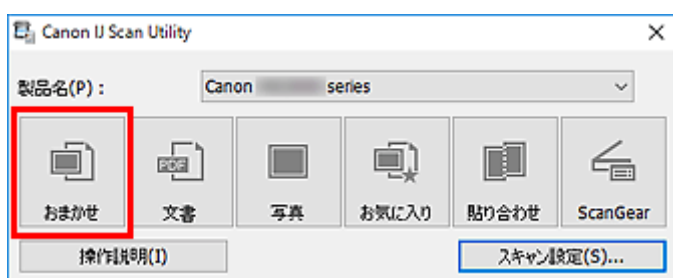 Canon IJ Scan Utility
製品名(P) : Canon series
PDF
おまかせ 文書 写真 お気に入り 貼り合わせ ScanGear
操作説明(I) スキャン設定(S)...